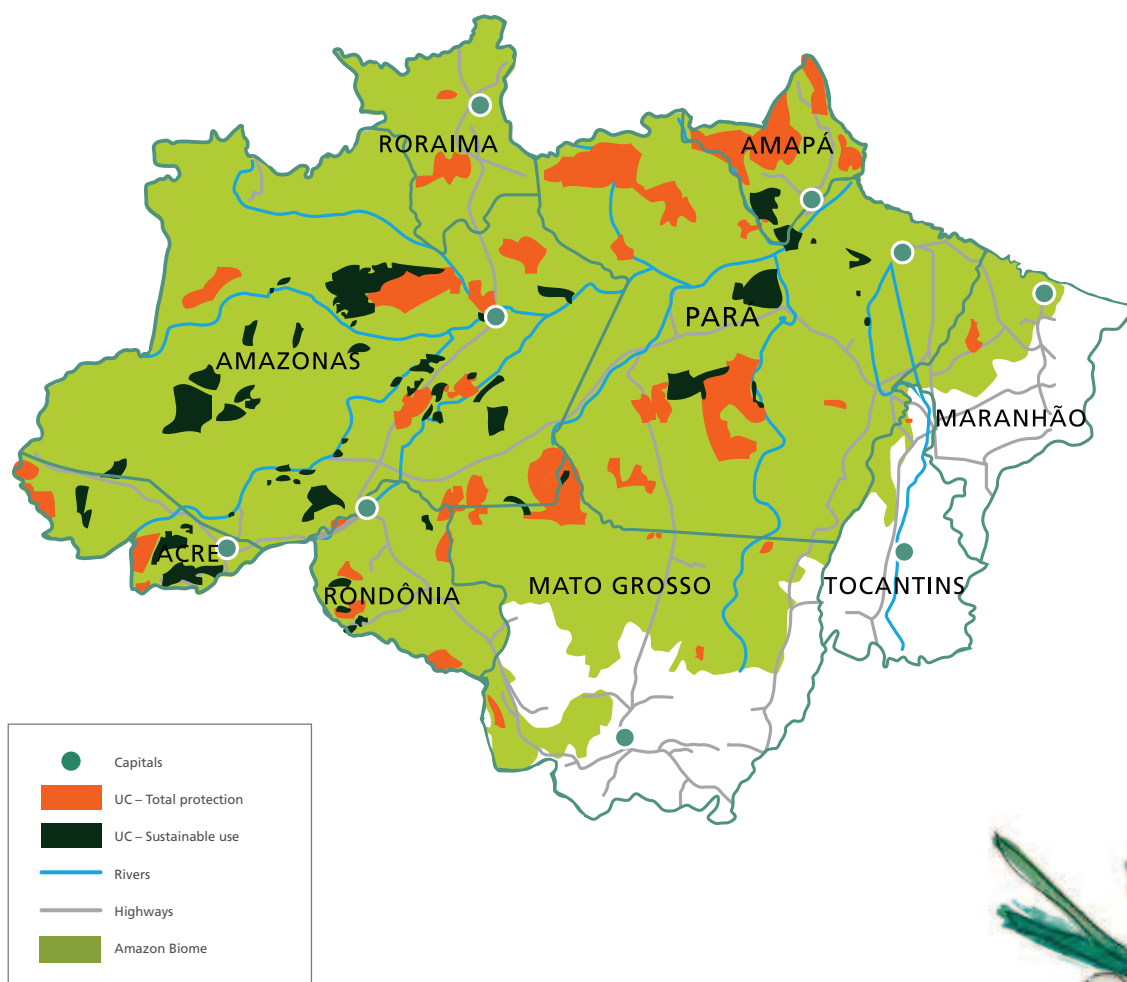 RORAIMA
AMAPÁ
PARÁ
AMAZONAS
MARANHÃO
ACRE
RONDÔNIA
MATO GROSSO
TOCANTINS
Capitals
UC – Total protection
UC – Sustainable use
Rivers
Highways
Amazon Biome